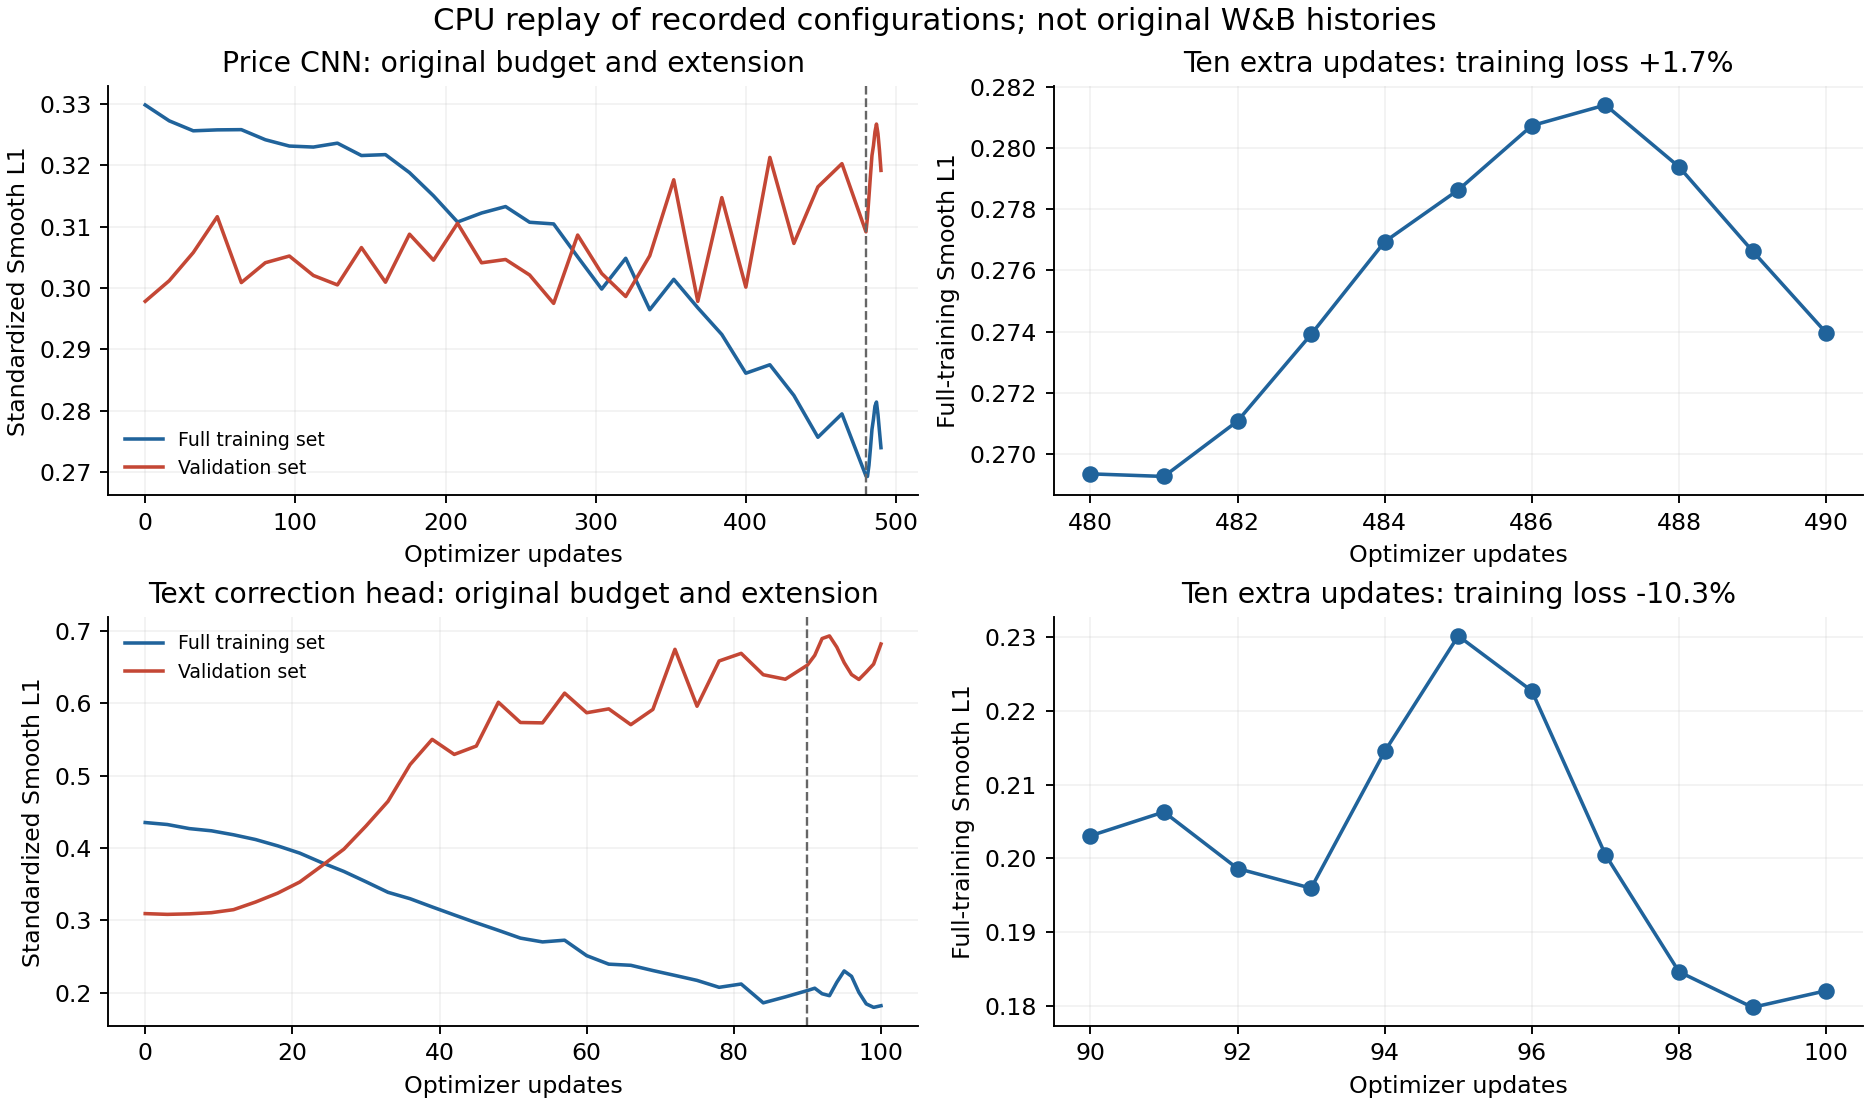 CPU replay of recorded configurations; not original W&B histories
Price CNN: original budget and extension
Standardized Smooth L1
0.33
0.32
0.31
0.30
0.29
0.28
0.27
Full training set
Validation set
0 100 200 300 400 500
Optimizer updates
Ten extra updates: training loss +1.7%
Full-training Smooth L1
0.282
0.280
0.278
0.276
0.274
0.272
0.270
480 482 484 486 488 490
Optimizer updates
Text correction head: original budget and extension
Standardized Smooth L1
0.7
0.6
0.5
0.4
0.3
0.2
Full training set
Validation set
0 20 40 60 80 100
Optimizer updates
Ten extra updates: training loss -10.3%
Full-training Smooth L1
0.23
0.22
0.21
0.20
0.19
0.18
90 92 94 96 98 100
Optimizer updates